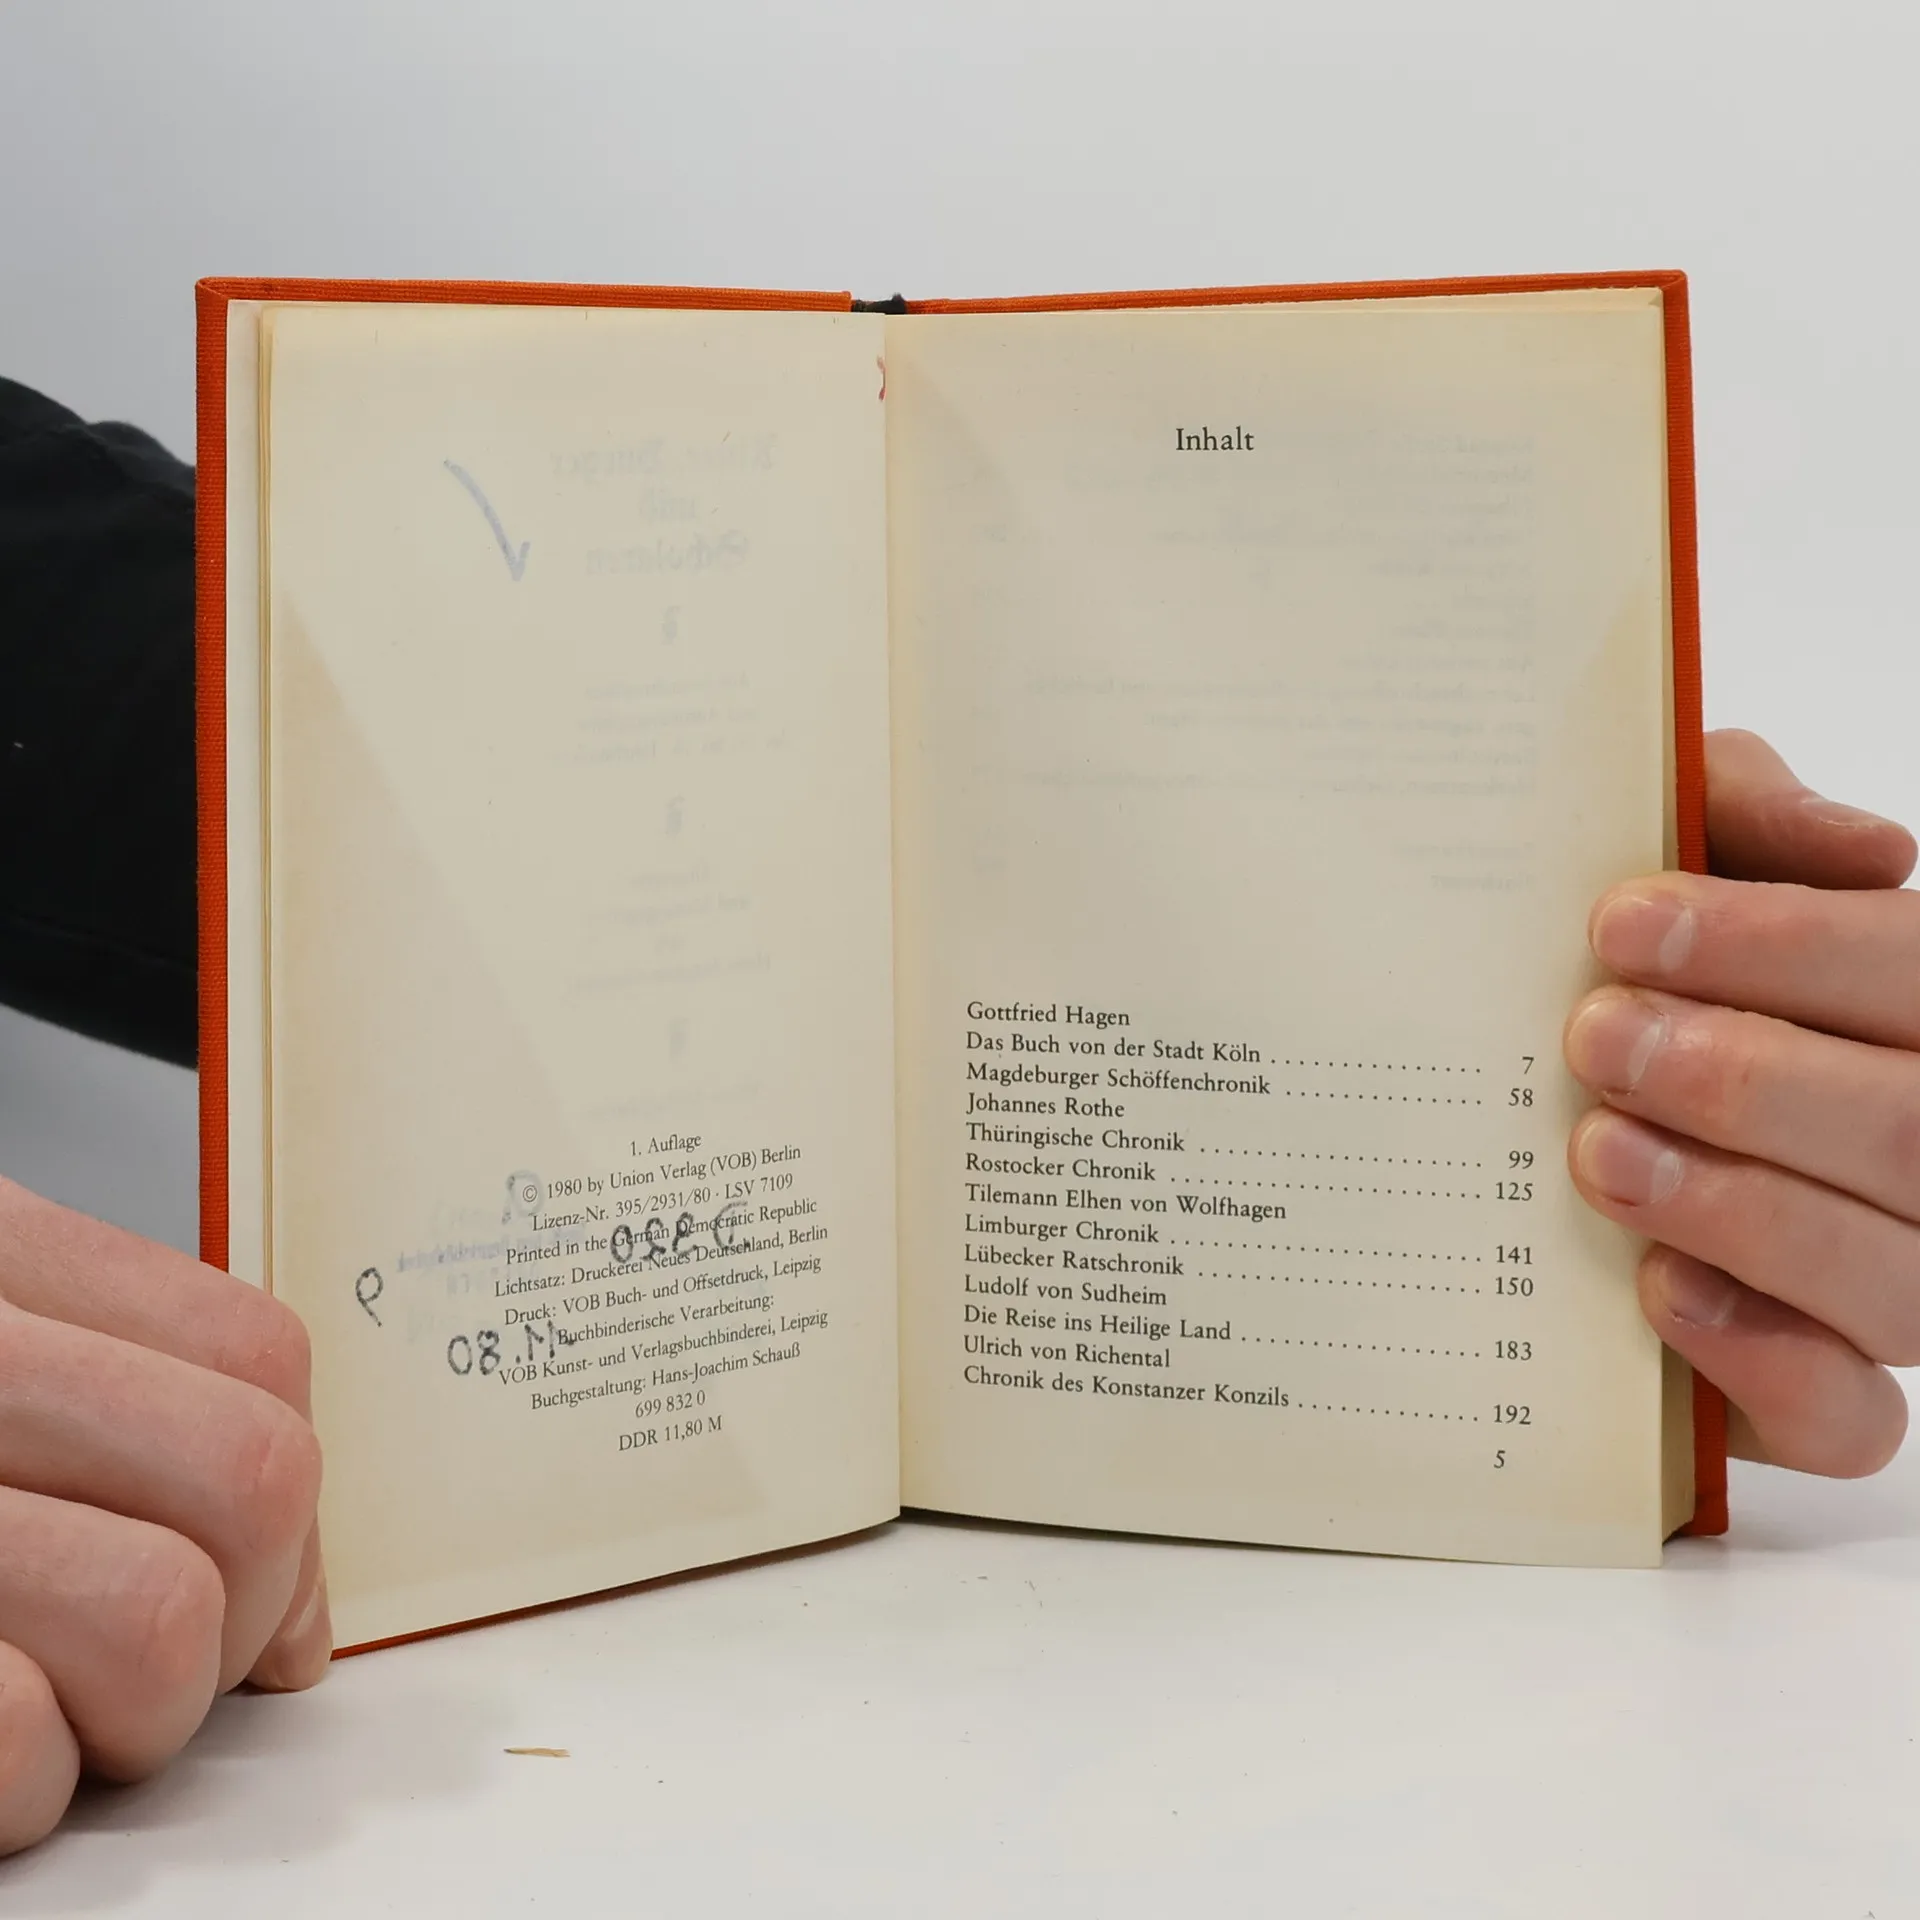 1. Auflage
© 1980 by Union Verlag (VOB) Berlin
Lizenz-Nr. 395/2931/80 · LSV 7109
Printed in the German Democratic Republic
Lichtsatz: Druckerei Neues Deutschland, Berlin
Druck: VOB Buch- und Offsetdruck, Leipzig
Buchbinderische Verarbeitung:
VOB Kunst- und Verlagsbuchbinderei, Leipzig
Buchgestaltung: Hans-Joachim Schauß
699 832 0
DDR 11,80 M
Inhalt
Gottfried Hagen
Das Buch von der Stadt Köln . . . . . . . . . . . . . . 7
Magdeburger Schöffenchronik . . . . . . . . . . . . . 58
Johannes Rothe
Thüringische Chronik . . . . . . . . . . . . . . . . . . 99
Rostocker Chronik . . . . . . . . . . . . . . . . . . . . 125
Tilemann Elhen von Wolfhagen
Limburger Chronik . . . . . . . . . . . . . . . . . . . . 141
Lübecker Ratschronik . . . . . . . . . . . . . . . . . . 150
Ludolf von Sudheim
Die Reise ins Heilige Land . . . . . . . . . . . . . . . 183
Ulrich von Richental
Chronik des Konstanzer Konzils . . . . . . . . . . . . 192
5